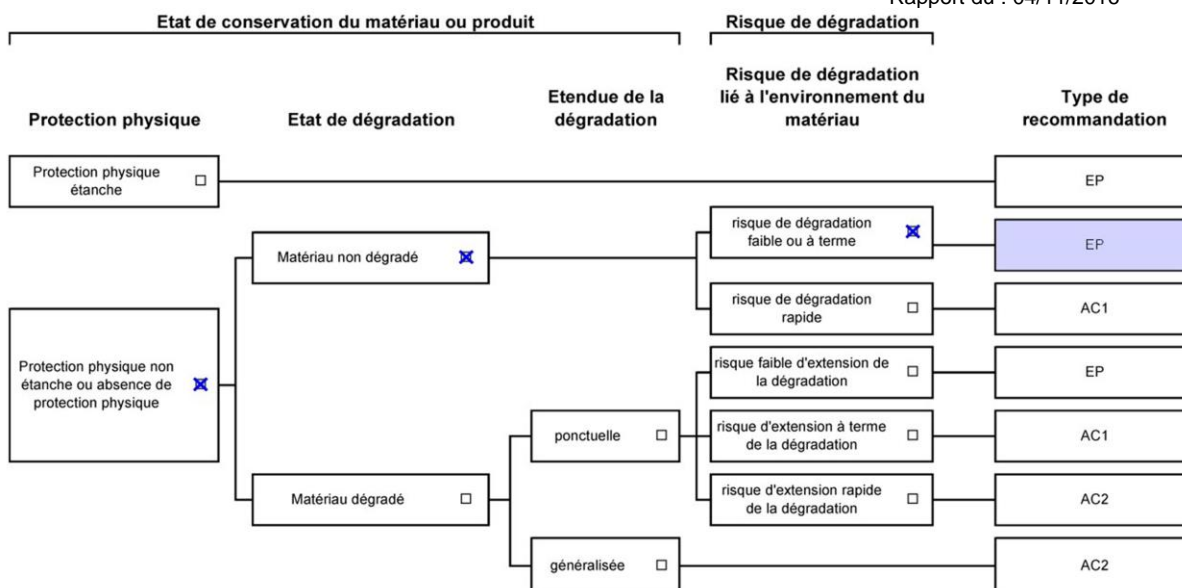 Rapport du : 04/11/2016
Etat de conservation du matériau ou produit
Risque de dégradation
Protection physique
Etat de dégradation
Etendue de la
dégradation
Risque de dégradation
lié à l'environnement du
matériau
Type de
recommandation
Protection physique
étanche
EP
risque de dégradation
faible ou à terme
EP
Matériau non dégradé
risque de dégradation
rapide
AC1
Protection physique non
étanche ou absence de
protection physique
risque faible d'extension de
la dégradation
EP
ponctuelle
risque d'extension à terme
de la dégradation
AC1
Matériau dégradé
risque d'extension rapide
de la dégradation
AC2
généralisée
AC2